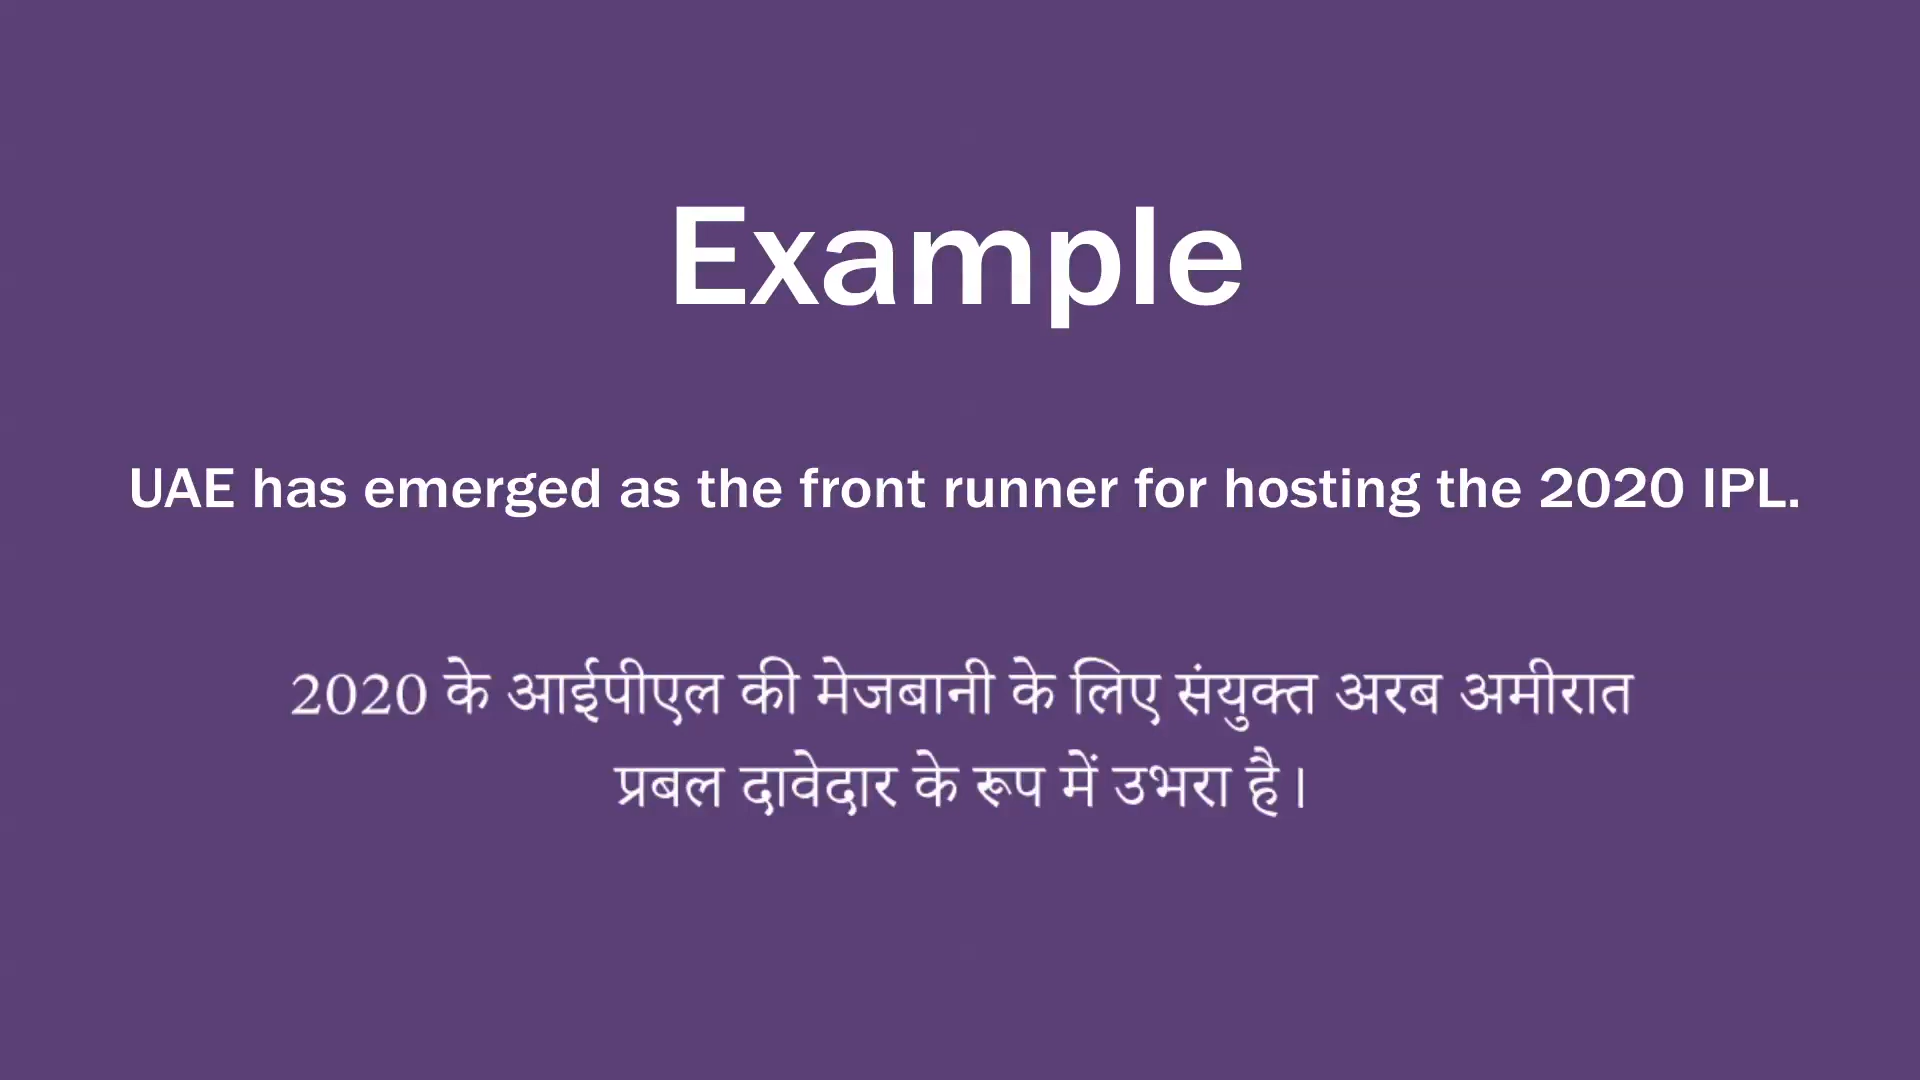 Example
UAE has emerged as the front runner for hosting the 2020 IPL.
2020 के आईपीएल की मेजबानी के लिए संयुक्त अरब अमीरात
प्रबल दावेदार के रूप में उभरा है।